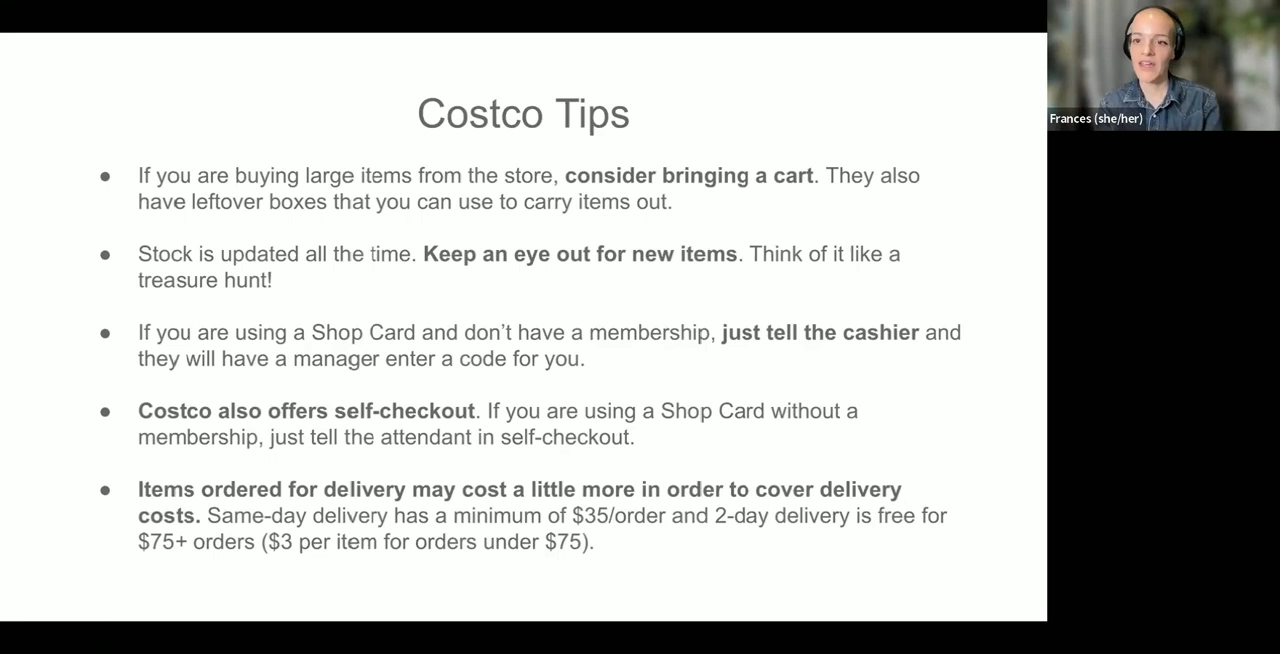 Costco Tips
● If you are buying large items from the store, consider bringing a cart. They also
have leftover boxes that you can use to carry items out.
● Stock is updated all the time. Keep an eye out for new items. Think of it like a
treasure hunt!
● If you are using a Shop Card and don’t have a membership, just tell the cashier and
they will have a manager enter a code for you.
● Costco also offers self-checkout. If you are using a Shop Card without a
membership, just tell the attendant in self-checkout.
● Items ordered for delivery may cost a little more in order to cover delivery
costs. Same-day delivery has a minimum of $35/order and 2-day delivery is free for
$75+ orders ($3 per item for orders under $75).
Frances (she/her)